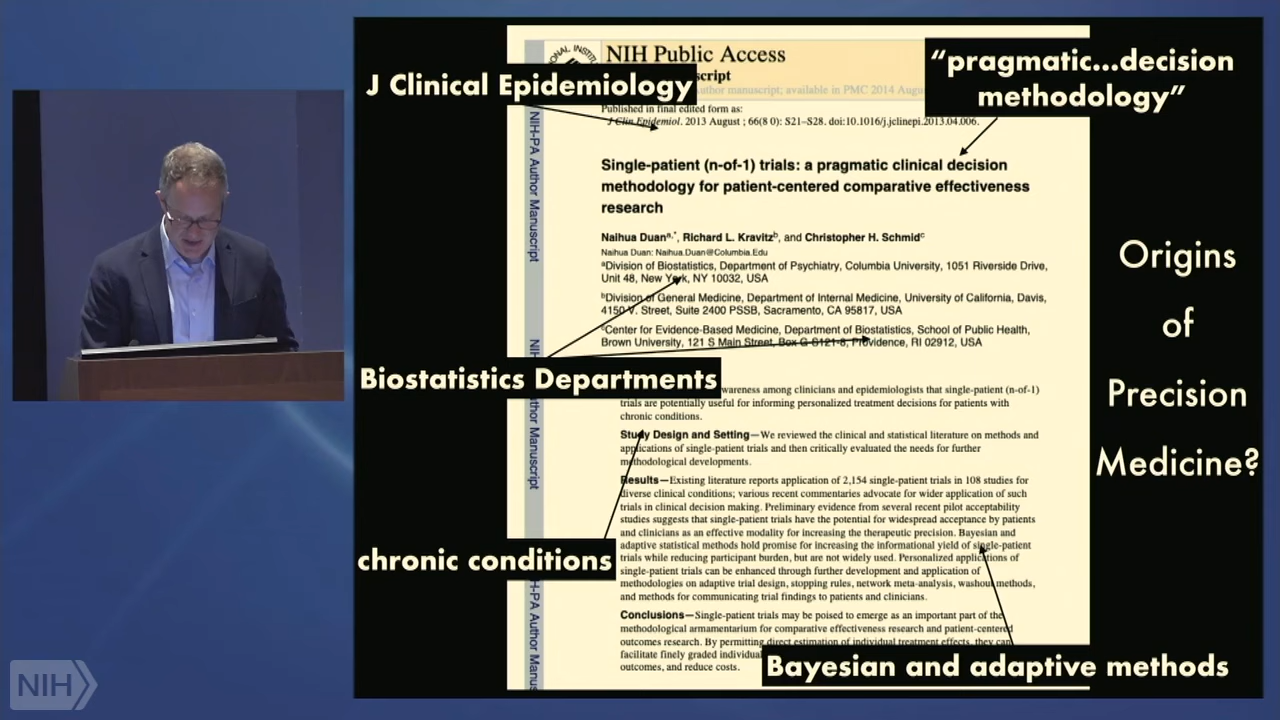 NIH Public Access
script
J Clinical Epidemiology
Author manuscript; available in PMC 2014
"pragmatic...decision
methodology"
Published in final edited form as:
J Clin Epidemiol. 2013 August ; 66(8 0): S21–S28. doi:10.1016/j.jclinepi.2013.04.006.
Single-patient (n-of-1) trials: a pragmatic clinical decision
methodology for patient-centered comparative effectiveness
research
Naihua Duana,*, Richard L. Kravitzb, and Christopher H. Schmidc
Naihua Duan: Naihua.Duan@Columbia.Edu
aDivision of Biostatistics, Department of Psychiatry, Columbia University, 1051 Riverside Drive,
Unit 48, New York, NY 10032, USA
bDivision of General Medicine, Department of Internal Medicine, University of California, Davis,
4150 V. Street, Suite 2400 PSSB, Sacramento, CA 95817, USA
cCenter for Evidence-Based Medicine, Department of Biostatistics, School of Public Health,
Brown University, 121 S Main Street, Box G-S121-8, Providence, RI 02912, USA
Biostatistics Departments
wareness among clinicians and epidemiologists that single-patient (n-of-1)
trials are potentially useful for informing personalized treatment decisions for patients with
chronic conditions.
Study Design and Setting—We reviewed the clinical and statistical literature on methods and
applications of single-patient trials and then critically evaluated the needs for further
methodological developments.
Results—Existing literature reports application of 2,154 single-patient trials in 108 studies for
diverse clinical conditions; various recent commentaries advocate for wider application of such
trials in clinical decision making. Preliminary evidence from several recent pilot acceptability
studies suggests that single-patient trials have the potential for widespread acceptance by patients
and clinicians as an effective modality for increasing the therapeutic precision. Bayesian and
adaptive statistical methods hold promise for increasing the informational yield of single-patient
trials while reducing participant burden, but are not widely used. Personalized applications of
single-patient trials can be enhanced through further development and application of
methodologies on adaptive trial design, stopping rules, network meta-analysis, washout methods,
and methods for communicating trial findings to patients and clinicians.
chronic conditions
Conclusions—Single-patient trials may be poised to emerge as an important part of the
methodological armamentarium for comparative effectiveness research and patient-centered
outcomes research. By permitting direct estimation of individual treatment effects, they can
facilitate finely graded individual
outcomes, and reduce costs.
Bayesian and adaptive methods
NIH-PA Author Manuscript
thor Manuscript
H-PA Author Manus
Origins
of
Precision
Medicine?
NIH